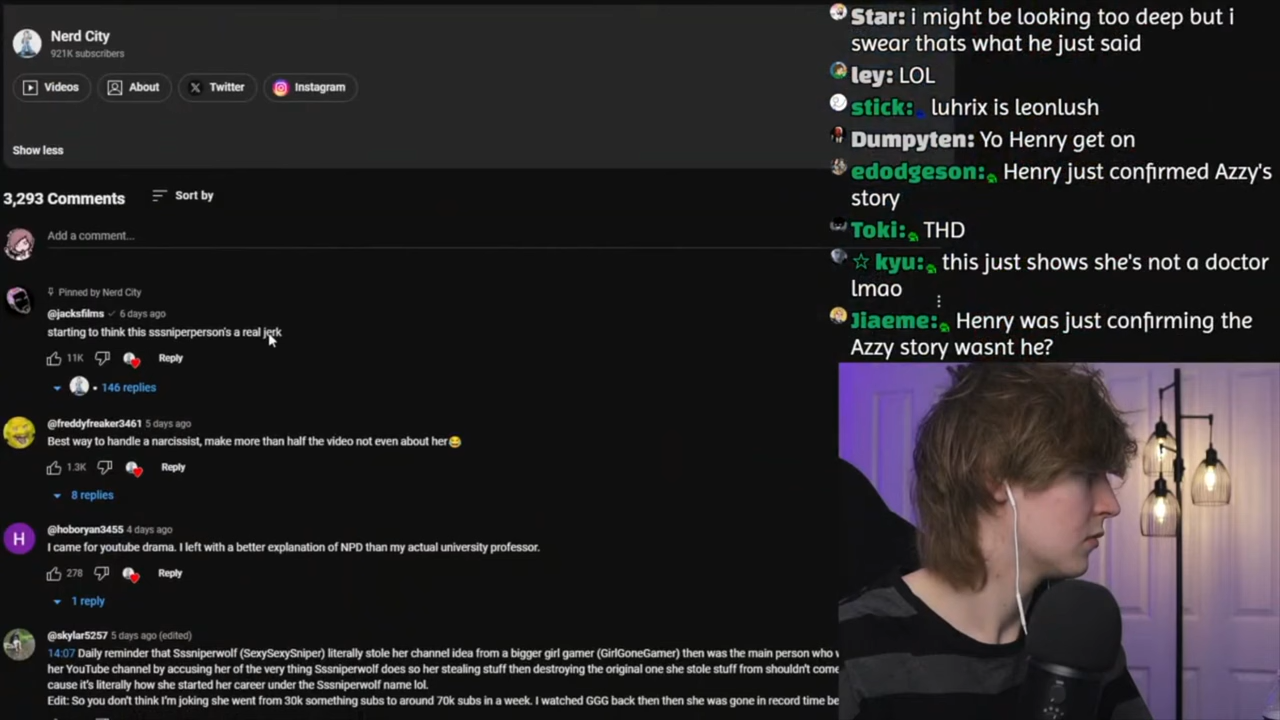 Nerd City
921K subscribers
Videos
About
Twitter
Instagram
Show less
3,293 Comments
Sort by
Add a comment...
Pinned by Nerd City
@jacksfilms 6 days ago
starting to think this sssniperperson's a real jerk
11K
Reply
146 replies
@freddyfreaker3461 5 days ago
Best way to handle a narcissist, make more than half the video not even about her😂
1.3K
Reply
8 replies
H
@hoboryan3455 4 days ago
I came for youtube drama. I left with a better explanation of NPD than my actual university professor.
278
Reply
1 reply
@skylar5257 5 days ago (edited)
14:07 Daily reminder that Sssniperwolf (SexySexySniper) literally stole her channel idea from a bigger girl gamer (GirlGoneGamer) then was the main person who
her YouTube channel by accusing her of the very thing Sssniperwolf does so her stealing stuff then destroying the original one she stole stuff from shouldn't come
cause it's literally how she started her career under the Sssniperwolf name lol.
Edit: So you don't think I'm joking she went from 30k something subs to around 70k subs in a week. I watched GGG back then then she was gone in record time be
Star: i might be looking too deep but i
swear thats what he just said
ley: LOL
stick: luhrix is leonlush
Dumpyten: Yo Henry get on
edodgeson: Henry just confirmed Azzy's
story
Toki: THD
☆ kyu: this just shows she's not a doctor
lmao
Jiaeme: Henry was just confirming the
Azzy story wasnt he?